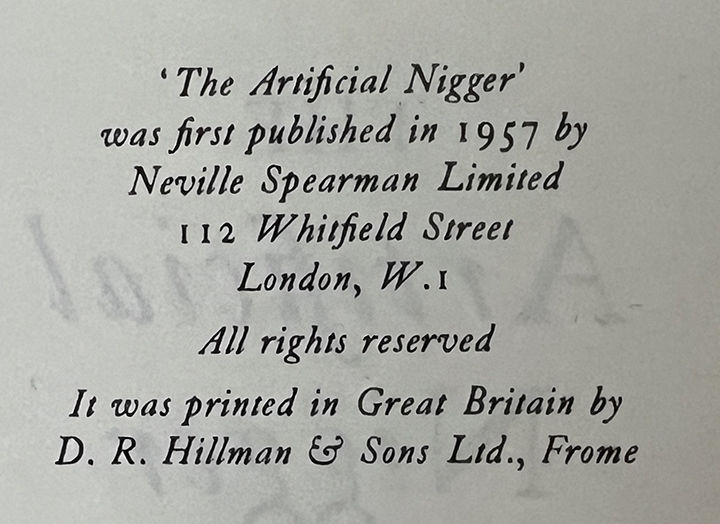 'The Artificial Nigger'
was first published in 1957 by
Neville Spearman Limited
112 Whitfield Street
London, W.1
All rights reserved
It was printed in Great Britain by
D. R. Hillman & Sons Ltd., Frome